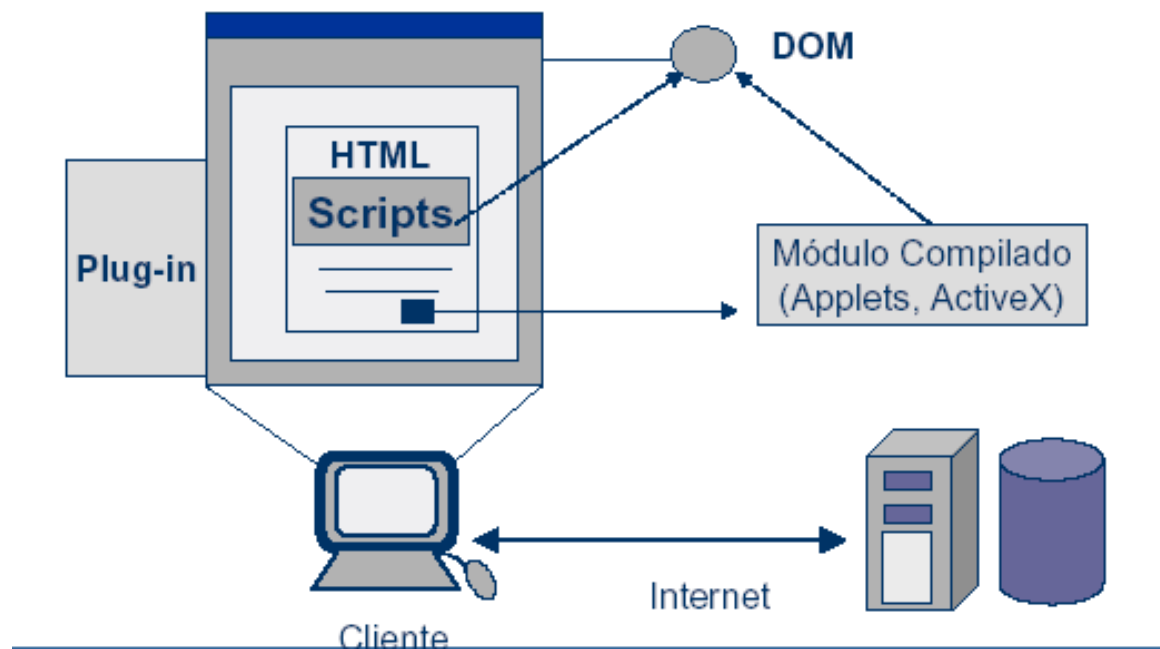 DOM
HTML
Scripts
Plug-in
Módulo Compilado
(Applets, ActiveX)
Internet
Cliente